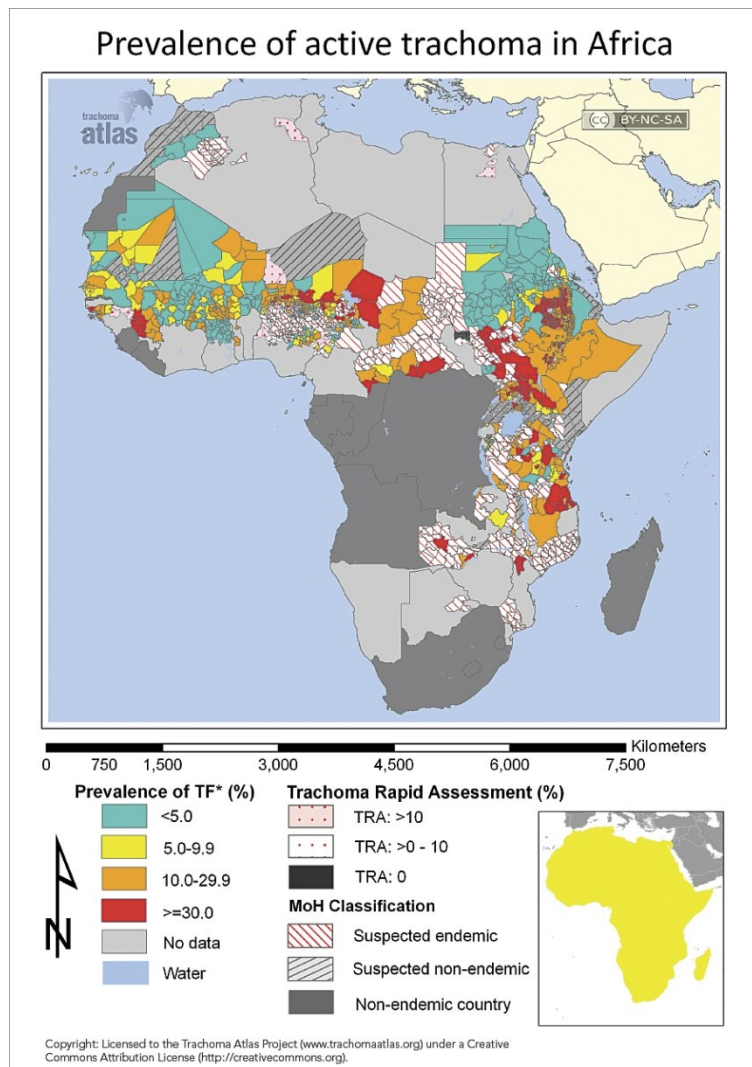 Prevalence of active trachoma in Africa
trachoma
atlas
CC BY-NC-SA
Kilometers
0 750 1,500 3,000 4,500 6,000 7,500
Prevalence of TF* (%)
<5.0
5.0-9.9
10.0-29.9
>=30.0
No data
Water
N
Trachoma Rapid Assessment (%)
TRA: >10
TRA: >0 - 10
TRA: 0
MoH Classification
Suspected endemic
Suspected non-endemic
Non-endemic country
Copyright: Licensed to the Trachoma Atlas Project (www.trachomaatlas.org) under a Creative
Commons Attribution License (http://creativecommons.org).